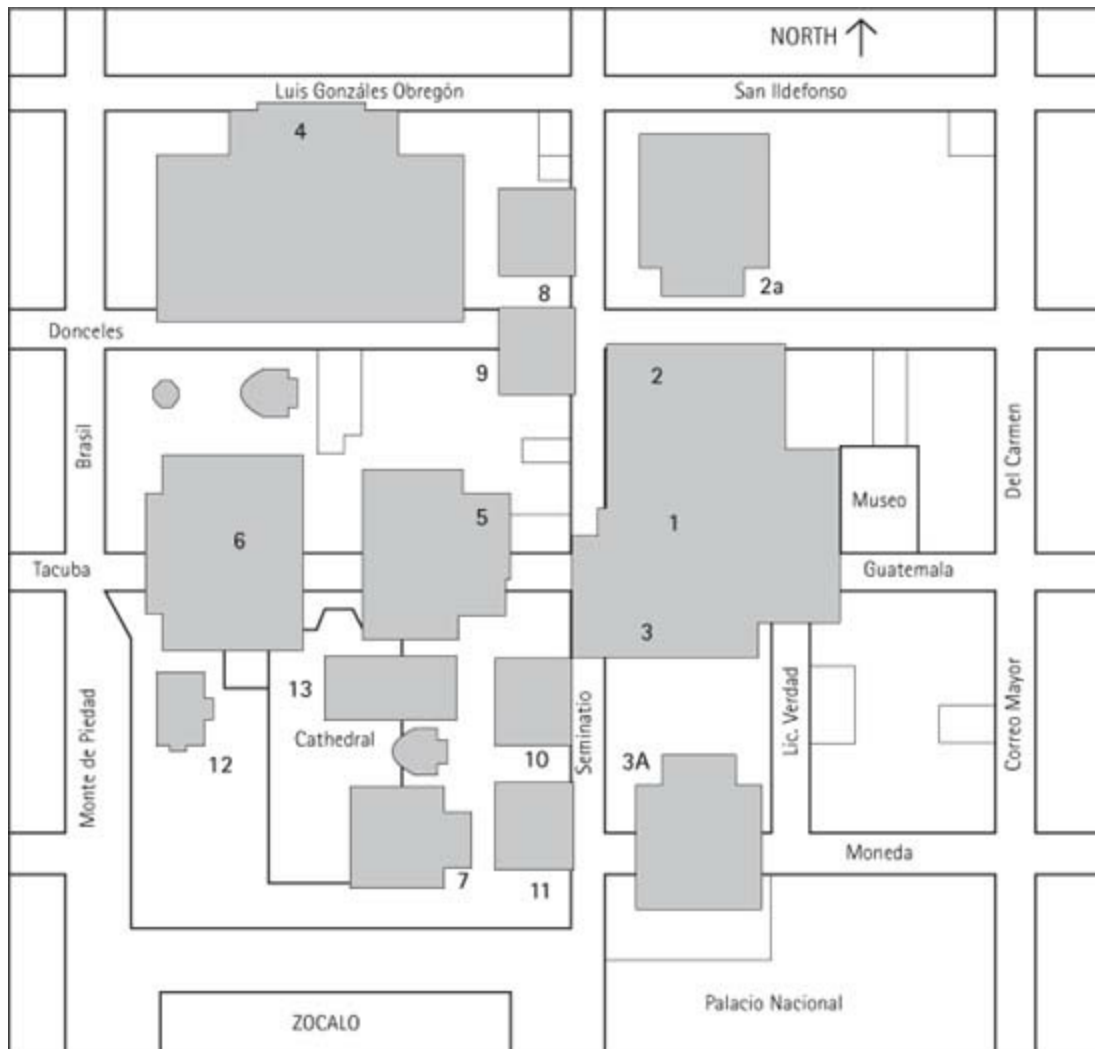 NORTH
Luis Gonzáles Obregón
San Ildefonso
4
8
2a
Donceles
9
2
Brasil
Del Carmen
Museo
5
1
6
Tacuba
Guatemala
3
13
Cathedral
12
10
Monte de Piedad
Seminatio
3A
Lic. Verdad
Correo Mayor
7
11
Moneda
Palacio Nacional
ZOCALO